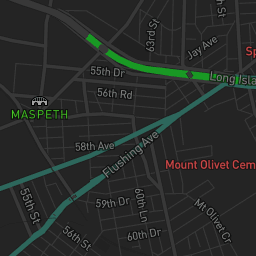 63rd St
Jay Ave
Sp
55th Dr
Long Isla
56th Rd
MASPETH
58th Ave
Flushing Ave
Mount Olivet Cem
55th St
59th Dr
60th Ln
Mt Olivet Cr
56th St
60th Dr